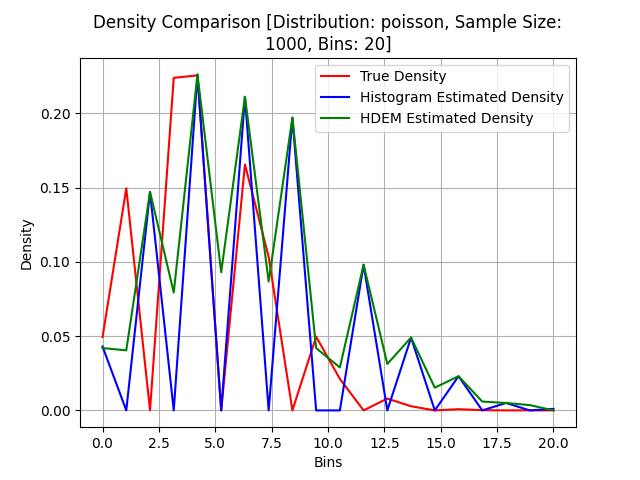 Density Comparison [Distribution: poisson, Sample Size:
1000, Bins: 20]
True Density
Histogram Estimated Density
HDEM Estimated Density
Density
0.20
0.15
0.10
0.05
0.00
0.0 2.5 5.0 7.5 10.0 12.5 15.0 17.5 20.0
Bins